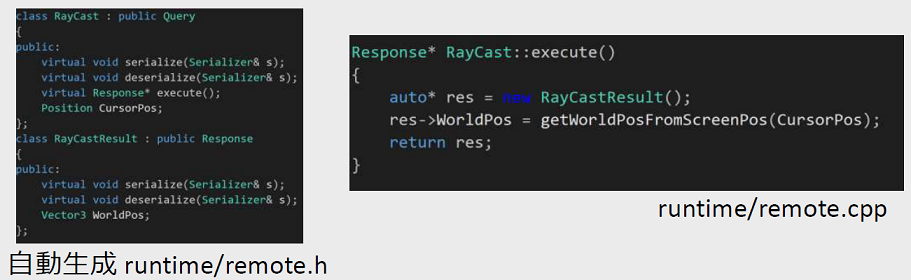 class RayCast : public Query
{
public:
    virtual void serialize(Serializer& s);
    virtual void deserialize(Serializer& s);
    virtual Response* execute();
    Position CursorPos;
};
class RayCastResult : public Response
{
public:
    virtual void serialize(Serializer& s);
    virtual void deserialize(Serializer& s);
    Vector3 WorldPos;
};
自動生成 runtime/remote.h
Response* RayCast::execute()
{
    auto* res = new RayCastResult();
    res->WorldPos = getWorldPosFromScreenPos(CursorPos);
    return res;
}
runtime/remote.cpp